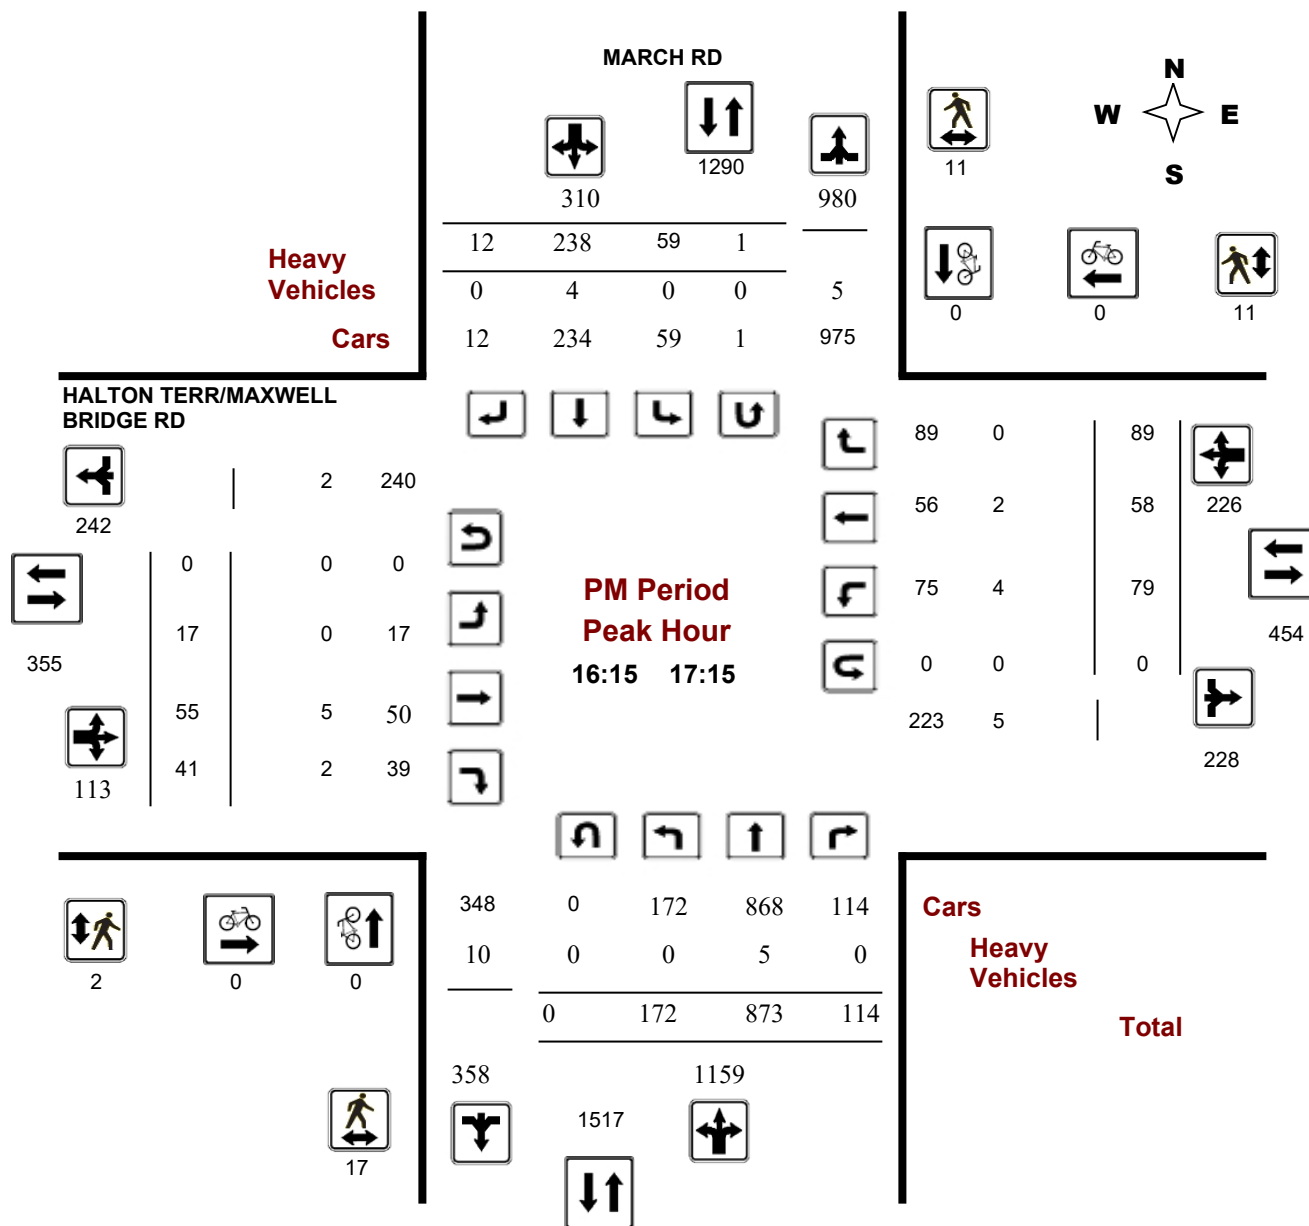 MARCH RD
N
W E
S
1290
11
310 980
12 238 59 1
Heavy
Vehicles
0 4 0 0 5
0 0 11
Cars
12 234 59 1 975
HALTON TERR/MAXWELL
BRIDGE RD
89 0 89
2 240
242
56 2 58 226
0 0 0
PM Period
75 4 79
17 0 17
Peak Hour
454
355
16:15 17:15
0 0 0
55 5 50
223 5
41 2 39
113
228
348 0 172 868 114
Cars
10 0 0 5 0
Heavy
Vehicles
2 0 0
0 172 873 114
Total
358 1159
1517
17